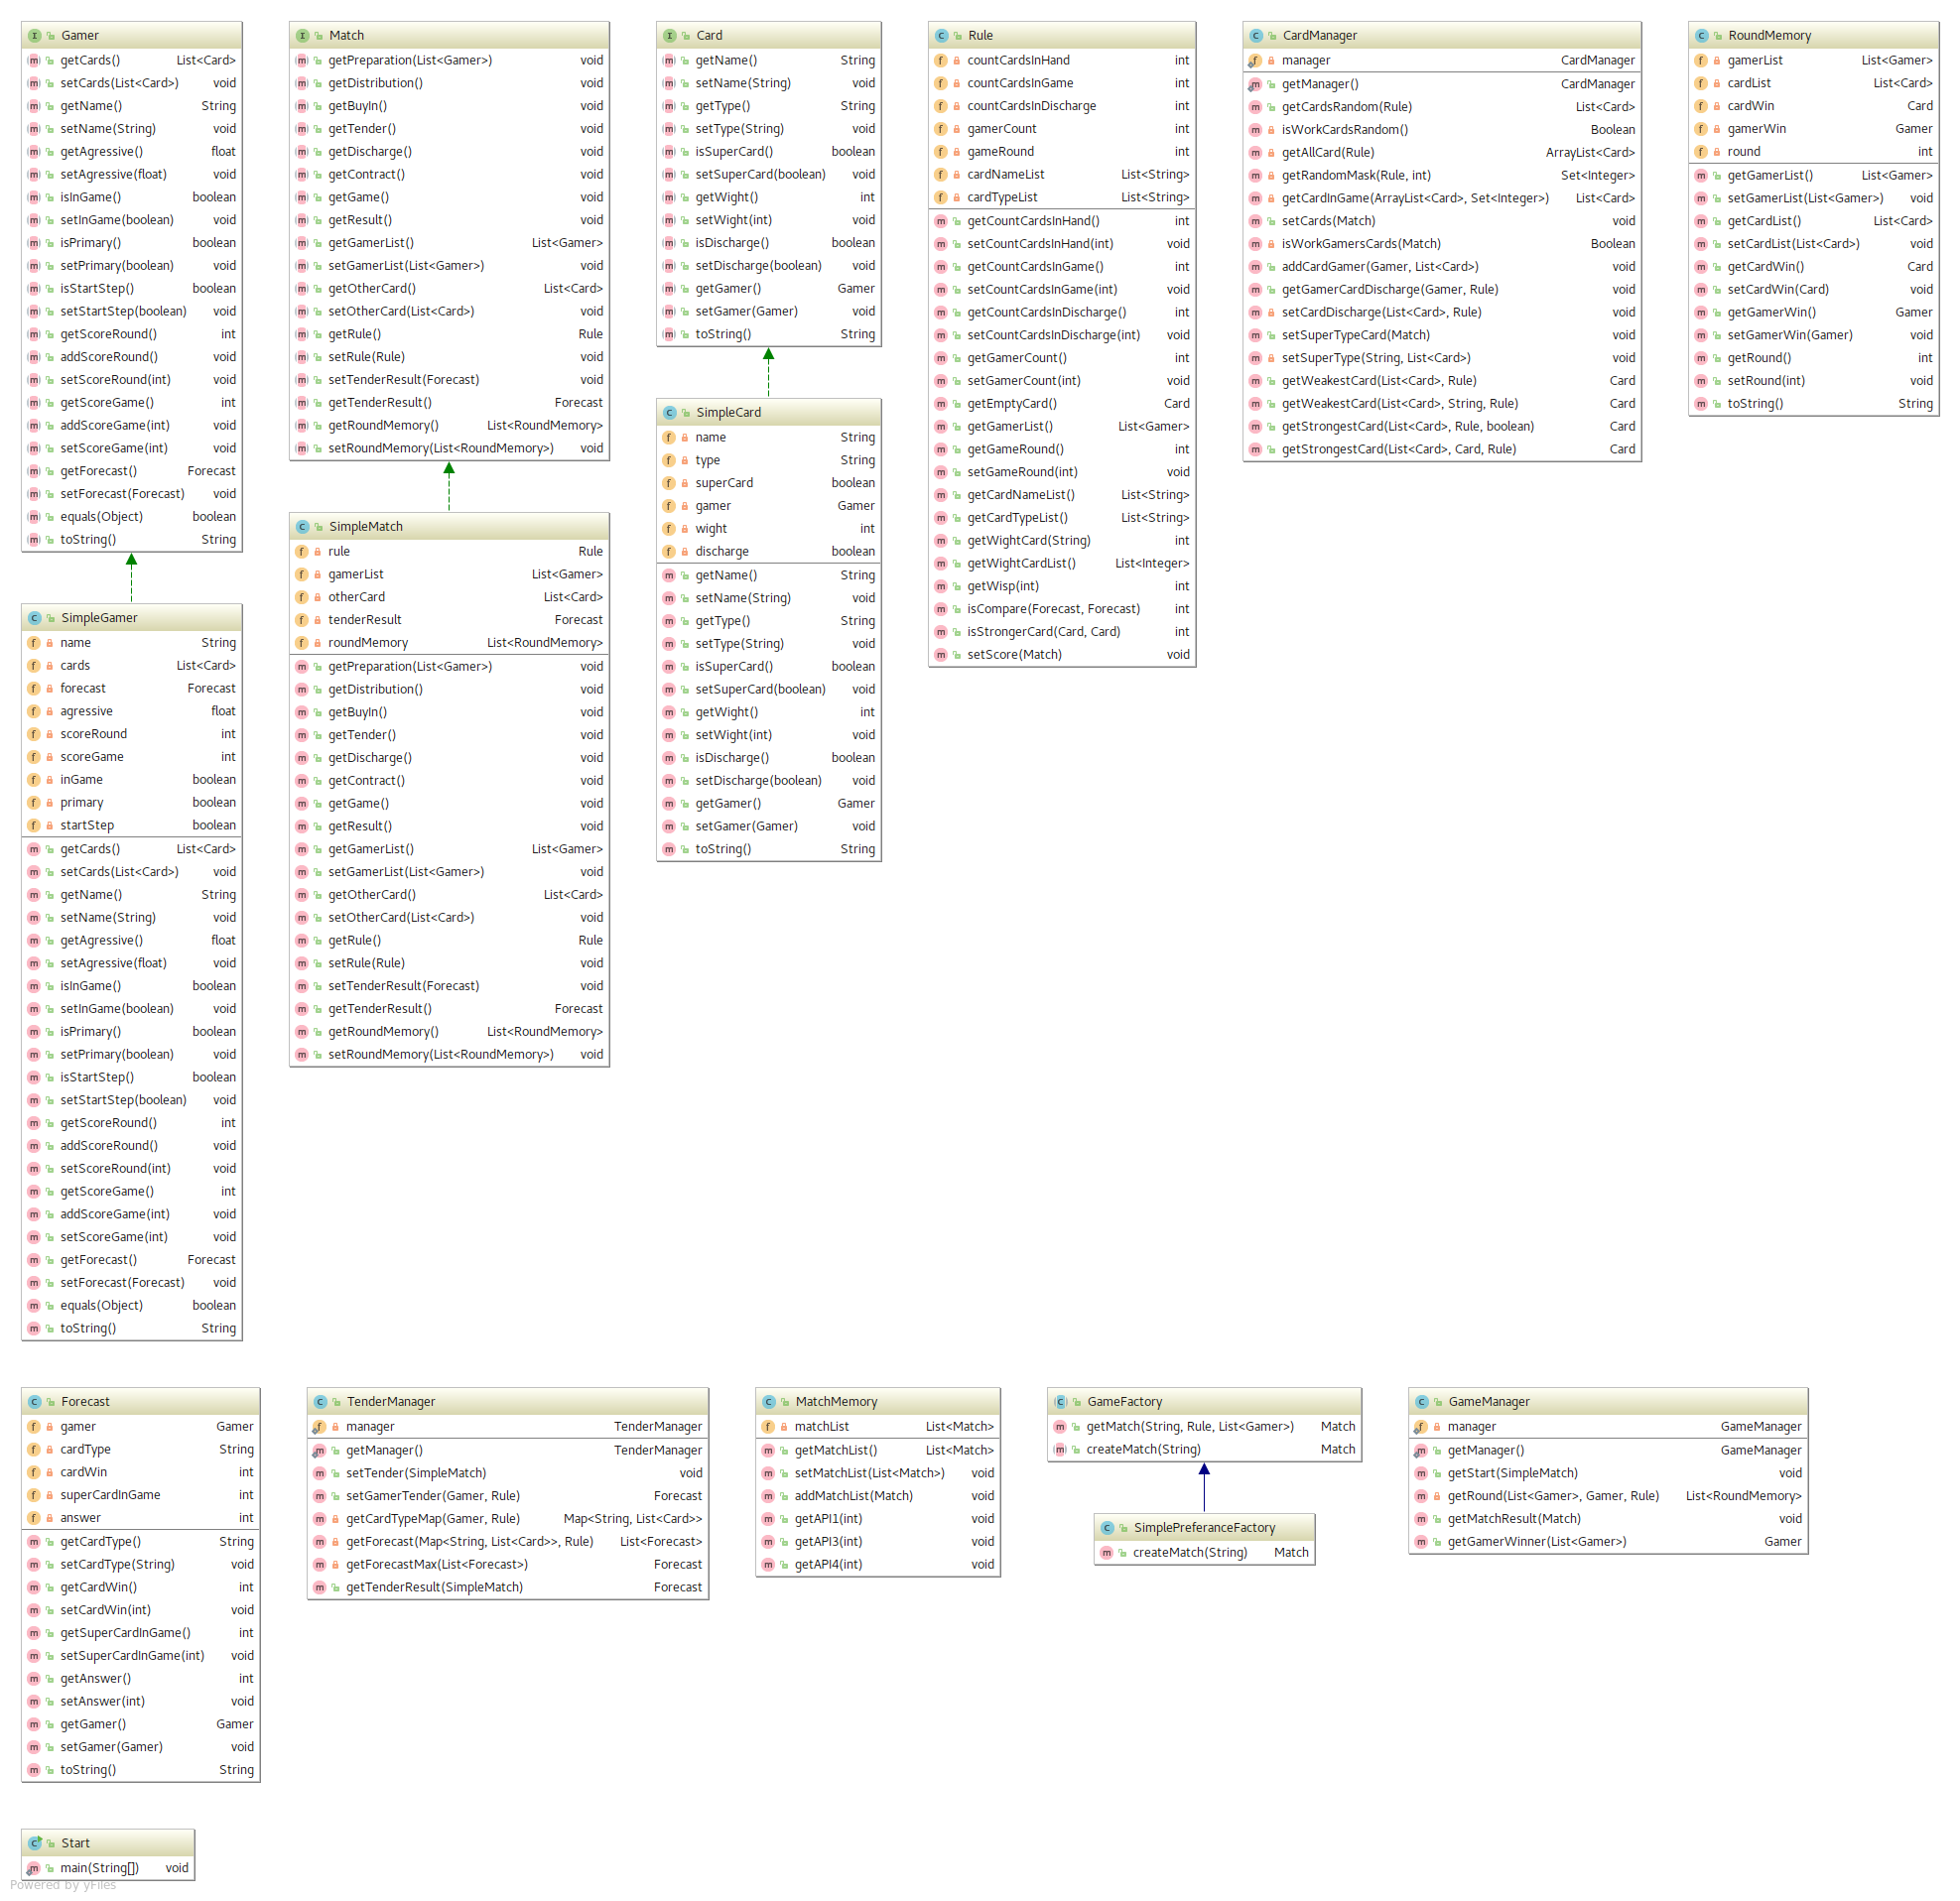 Gamer
getCards() List<Card>
setCards(List<Card>) void
getName() String
setName(String) void
getAgressive() float
setAgressive(float) void
isInGame() boolean
setInGame(boolean) void
isPrimary() boolean
setPrimary(boolean) void
isStartStep() boolean
setStartStep(boolean) void
getScoreRound() int
addScoreRound() void
setScoreRound(int) void
getScoreGame() int
addScoreGame(int) void
setScoreGame(int) void
getForecast() Forecast
setForecast(Forecast) void
equals(Object) boolean
toString() String
Match
getPreparation(List<Gamer>) void
getDistribution() void
getBuyIn() void
getTender() void
getDischarge() void
getContract() void
getGame() void
getResult() void
getGamerList() List<Gamer>
setGamerList(List<Gamer>) void
getOtherCard() List<Card>
setOtherCard(List<Card>) void
getRule() Rule
setRule(Rule) void
setTenderResult(Forecast) void
getTenderResult() Forecast
getRoundMemory() List<RoundMemory>
setRoundMemory(List<RoundMemory>) void
Card
getName() String
setName(String) void
getType() String
setType(String) void
isSuperCard() boolean
setSuperCard(boolean) void
getWight() int
setWight(int) void
isDischarge() boolean
setDischarge(boolean) void
getGamer() Gamer
setGamer(Gamer) void
toString() String
Rule
countCardsInHand int
countCardsInGame int
countCardsInDischarge int
gamerCount int
gameRound int
cardNameList List<String>
cardTypeList List<String>
getCountCardsInHand() int
setCountCardsInHand(int) void
getCountCardsInGame() int
setCountCardsInGame(int) void
getCountCardsInDischarge() int
setCountCardsInDischarge(int) void
getGamerCount() int
setGamerCount(int) void
getEmptyCard() Card
getGamerList() List<Gamer>
getGameRound() int
setGameRound(int) void
getCardNameList() List<String>
getCardTypeList() List<String>
getWightCard(String) int
getWightCardList() List<Integer>
getWisp(int) int
isCompare(Forecast, Forecast) int
isStrongerCard(Card, Card) int
setScore(Match) void
CardManager
manager CardManager
getManager() CardManager
getCardsRandom(Rule) List<Card>
isWorkCardsRandom() Boolean
getAllCard(Rule) ArrayList<Card>
getRandomMask(Rule, int) Set<Integer>
getCardInGame(ArrayList<Card>, Set<Integer>) List<Card>
setCards(Match) void
isWorkGamersCards(Match) Boolean
addCardGamer(Gamer, List<Card>) void
getGamerCardDischarge(Gamer, Rule) void
setCardDischarge(List<Card>, Rule) void
setSuperTypeCard(Match) void
setSuperType(String, List<Card>) void
getWeakestCard(List<Card>, Rule) Card
getWeakestCard(List<Card>, String, Rule) Card
getStrongestCard(List<Card>, Rule, boolean) Card
getStrongestCard(List<Card>, Card, Rule) Card
RoundMemory
gamerList List<Gamer>
cardList List<Card>
cardWin Card
gamerWin Gamer
round int
getGamerList() List<Gamer>
setGamerList(List<Gamer>) void
getCardList() List<Card>
setCardList(List<Card>) void
getCardWin() Card
setCardWin(Card) void
getGamerWin() Gamer
setGamerWin(Gamer) void
getRound() int
setRound(int) void
toString() String
SimpleGamer
name String
cards List<Card>
forecast Forecast
agressive float
scoreRound int
scoreGame int
inGame boolean
primary boolean
startStep boolean
getCards() List<Card>
setCards(List<Card>) void
getName() String
setName(String) void
getAgressive() float
setAgressive(float) void
isInGame() boolean
setInGame(boolean) void
isPrimary() boolean
setPrimary(boolean) void
isStartStep() boolean
setStartStep(boolean) void
getScoreRound() int
addScoreRound() void
setScoreRound(int) void
getScoreGame() int
addScoreGame(int) void
setScoreGame(int) void
getForecast() Forecast
setForecast(Forecast) void
equals(Object) boolean
toString() String
SimpleMatch
rule Rule
gamerList List<Gamer>
otherCard List<Card>
tenderResult Forecast
roundMemory List<RoundMemory>
getPreparation(List<Gamer>) void
getDistribution() void
getBuyIn() void
getTender() void
getDischarge() void
getContract() void
getGame() void
getResult() void
getGamerList() List<Gamer>
setGamerList(List<Gamer>) void
getOtherCard() List<Card>
setOtherCard(List<Card>) void
getRule() Rule
setRule(Rule) void
setTenderResult(Forecast) void
getTenderResult() Forecast
getRoundMemory() List<RoundMemory>
setRoundMemory(List<RoundMemory>) void
SimpleCard
name String
type String
superCard boolean
gamer Gamer
wight int
discharge boolean
getName() String
setName(String) void
getType() String
setType(String) void
isSuperCard() boolean
setSuperCard(boolean) void
getWight() int
setWight(int) void
isDischarge() boolean
setDischarge(boolean) void
getGamer() Gamer
setGamer(Gamer) void
toString() String
Forecast
gamer Gamer
cardType String
cardWin int
superCardInGame int
answer int
getCardType() String
setCardType(String) void
getCardWin() int
setCardWin(int) void
getSuperCardInGame() int
setSuperCardInGame(int) void
getAnswer() int
setAnswer(int) void
getGamer() Gamer
setGamer(Gamer) void
toString() String
TenderManager
manager TenderManager
getManager() TenderManager
setTender(SimpleMatch) void
setGamerTender(Gamer, Rule) Forecast
getCardTypeMap(Gamer, Rule) Map<String, List<Card>>
getForecast(Map<String, List<Card>>, Rule) List<Forecast>
getForecastMax(List<Forecast>) Forecast
getTenderResult(SimpleMatch) Forecast
MatchMemory
matchList List<Match>
getMatchList() List<Match>
setMatchList(List<Match>) void
addMatchList(Match) void
getAPI1(int) void
getAPI3(int) void
getAPI4(int) void
GameFactory
getMatch(String, Rule, List<Gamer>) Match
createMatch(String) Match
SimplePreferanceFactory
createMatch(String) Match
GameManager
manager GameManager
getManager() GameManager
getStart(SimpleMatch) void
getRound(List<Gamer>, Gamer, Rule) List<RoundMemory>
getMatchResult(Match) void
getGamerWinner(List<Gamer>) Gamer
Start
main(String[]) void
Powered by yFiles